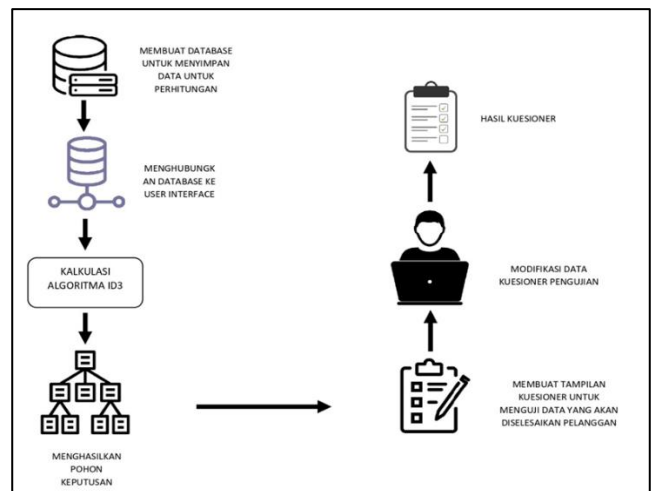 MEMBUAT DATABASE
UNTUK MENYIMPAN
DATA UNTUK
PERHITUNGAN
MENGHUBUNGK
AN DATABASE KE
USER INTERFACE
KALKULASI
ALGORITMA ID3
MENGHASILKAN
POHON
KEPUTUSAN
MEMBUAT TAMPILAN
KUESIONER UNTUK
MENGUJI DATA YANG AKAN
DISELESAIKAN PELANGGAN
MODIFIKASI DATA
KUESIONER PENGUJIAN
HASIL KUESIONER